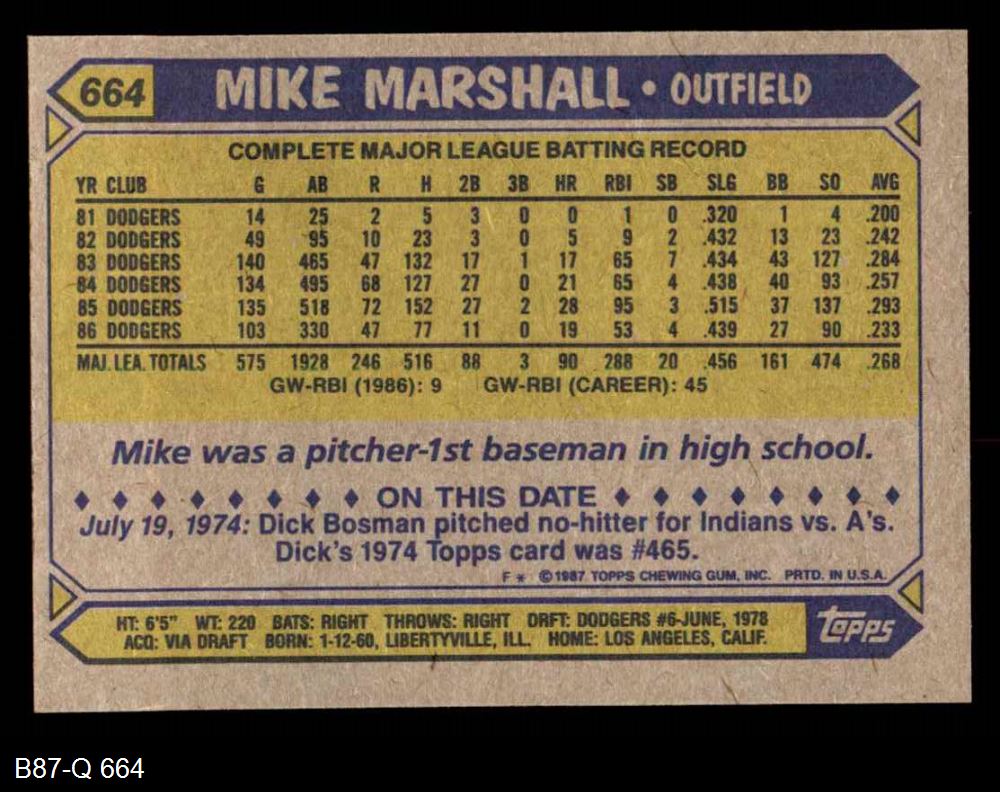 664 MIKE MARSHALL • OUTFIELD
COMPLETE MAJOR LEAGUE BATTING RECORD
YR CLUB G AB R H 2B 3B HR RBI SB SLG BB SO AVG
81 DODGERS 14 25 2 5 3 0 0 1 0 .320 1 4 .200
82 DODGERS 49 95 10 23 3 0 5 9 2 .432 13 23 .242
83 DODGERS 140 465 47 132 17 1 17 65 7 .434 43 127 .284
84 DODGERS 134 495 68 127 27 0 21 65 4 .438 40 93 .257
85 DODGERS 135 518 72 152 27 2 28 95 3 .515 37 137 .293
86 DODGERS 103 330 47 77 11 0 19 53 4 .439 27 90 .233
MAJ. LEA. TOTALS 575 1928 246 516 88 3 90 288 20 .456 161 474 .268
GW-RBI (1986): 9 GW-RBI (CAREER): 45
Mike was a pitcher-1st baseman in high school.
♦ ♦ ♦ ♦ ♦ ♦ ♦ ♦ ON THIS DATE ♦ ♦ ♦ ♦ ♦ ♦ ♦ ♦
July 19, 1974: Dick Bosman pitched no-hitter for Indians vs. A's.
Dick's 1974 Topps card was #465.
F * © 1987 TOPPS CHEWING GUM, INC. PRTD. IN U.S.A.
HT: 6'5" WT: 220 BATS: RIGHT THROWS: RIGHT DRFT: DODGERS #6-JUNE, 1978
ACQ: VIA DRAFT BORN: 1-12-60, LIBERTYVILLE, ILL. HOME: LOS ANGELES, CALIF.
topps
B87-Q 664